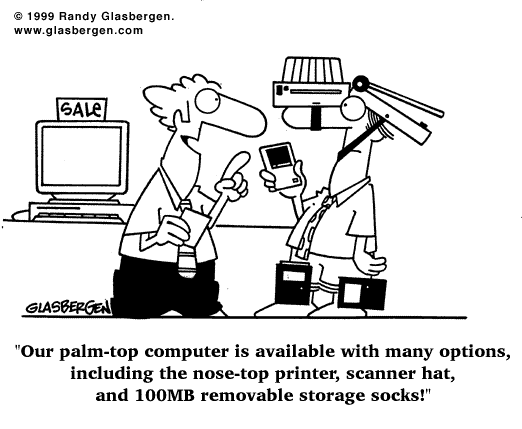 © 1999 Randy Glasbergen.
www.glasbergen.com
SALE
GLASBERGEN
"Our palm-top computer is available with many options,
including the nose-top printer, scanner hat,
and 100MB removable storage socks!"